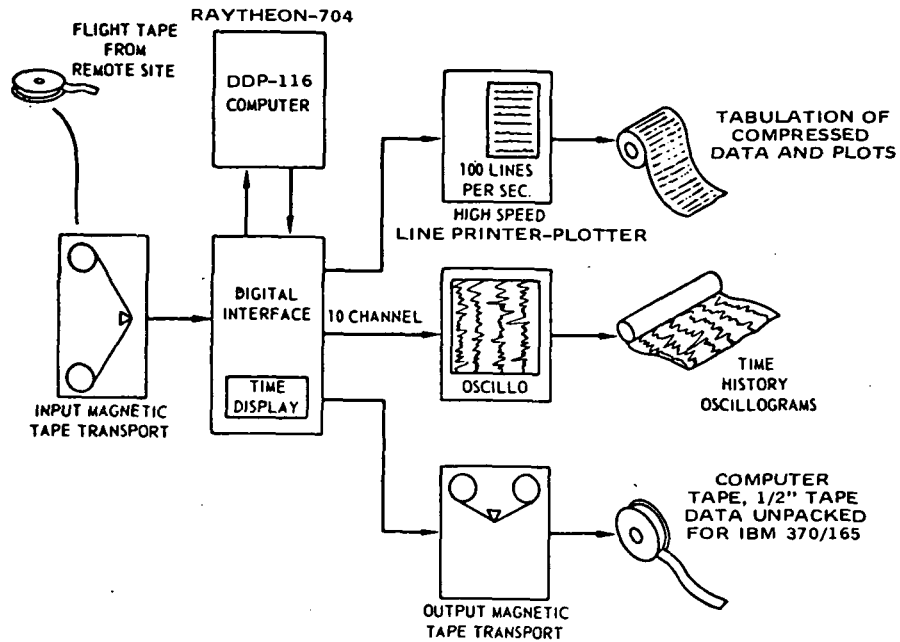 RAYTHEON-704
FLIGHT TAPE
FROM
REMOTE SITE
DDP-116
COMPUTER
100 LINES
PER SEC.
HIGH SPEED
LINE PRINTER-PLOTTER
TABULATION OF
COMPRESSED
DATA AND PLOTS
DIGITAL
INTERFACE
TIME
DISPLAY
10 CHANNEL
OSCILLO
TIME
HISTORY
OSCILLOGRAMS
INPUT MAGNETIC
TAPE TRANSPORT
COMPUTER
TAPE, 1/2" TAPE
DATA UNPACKED
FOR IBM 370/165
OUTPUT MAGNETIC
TAPE TRANSPORT